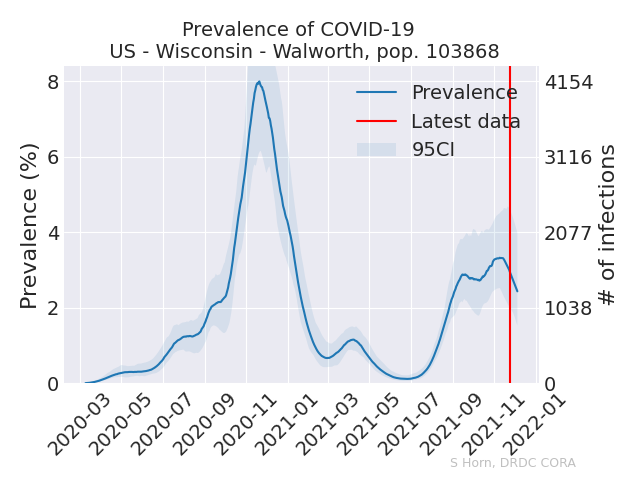 Prevalence of COVID-19
US - Wisconsin - Walworth, pop. 103868
Prevalence
Latest data
95CI
Prevalence (%)
8
6
4
2
0
4154
3116
2077
1038
0
# of infections
2020-03
2020-05
2020-07
2020-09
2020-11
2021-01
2021-03
2021-05
2021-07
2021-09
2021-11
2022-01
S Horn, DRDC CORA